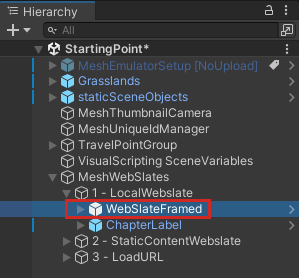 Hierarchy
All
StartingPoint*
MeshEmulatorSetup [NoUpload]
Grasslands
staticSceneObjects
MeshThumbnailCamera
MeshUniqueIdManager
TravelPointGroup
VisualScripting SceneVariables
MeshWebSlates
1 - LocalWebslate
WebSlateFramed
ChapterLabel
2 - StaticContentWebslate
3 - LoadURL